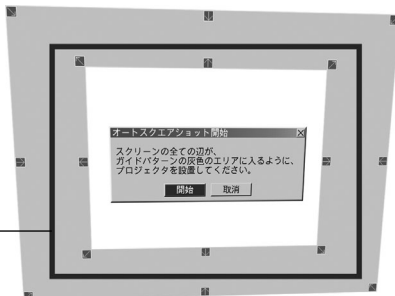 オートスクエアショット開始
スクリーンの全ての辺が、
ガイドパターンの灰色のエリアに入るように、
プロジェクタを設置してください。
開始 取消